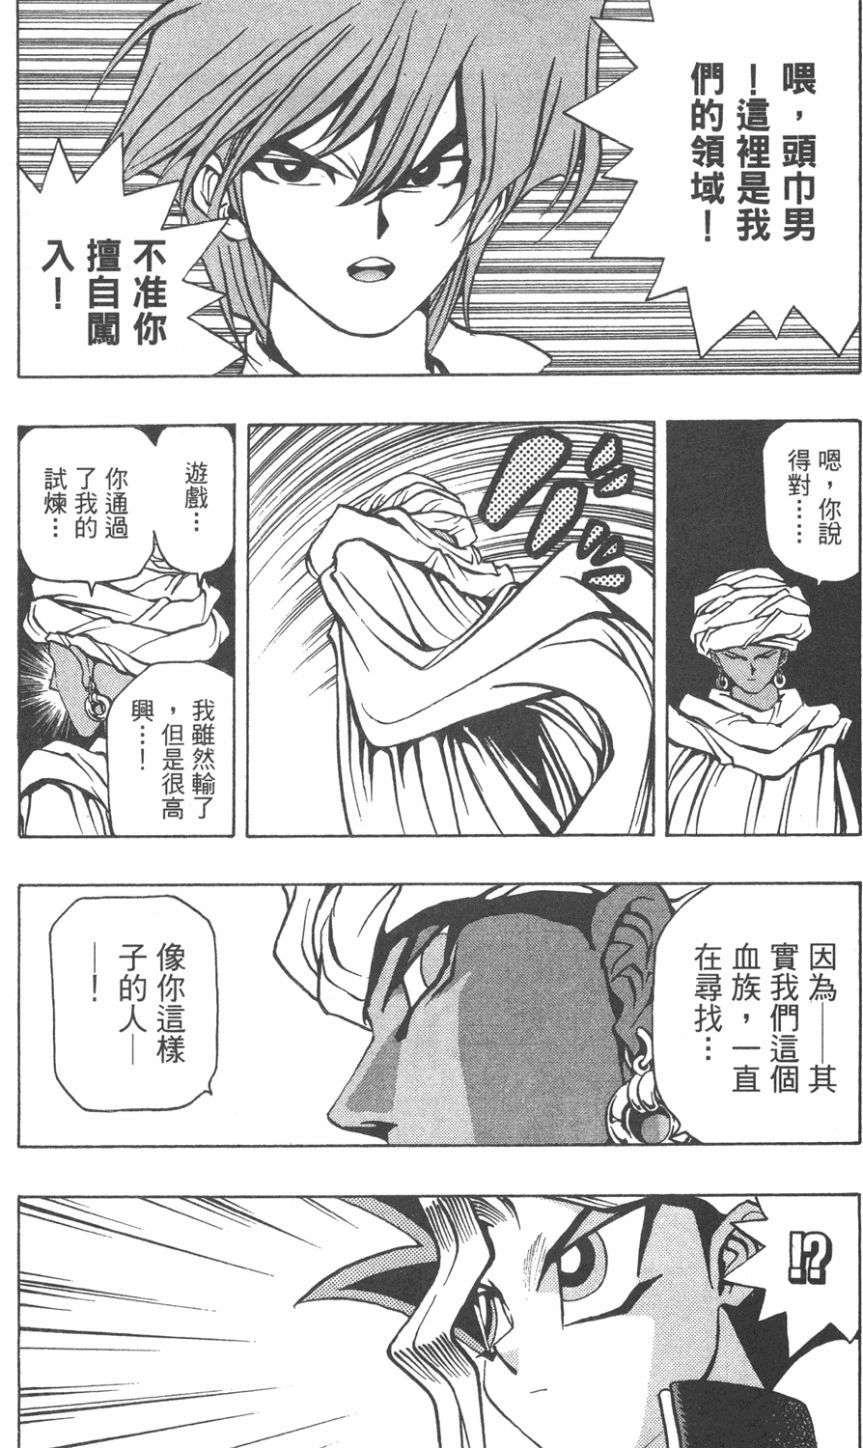 喂，頭巾男
！這裡是我
們的領域！
不准你
擅自闖
入！
嗯，你說
得對……
遊戲…
你通過
了我的
試煉…
我雖然輸了
，但是很高
興…！
因為──其
實我們這個
血族，一直
在尋找…
像你這樣
子的人─
─！
!?